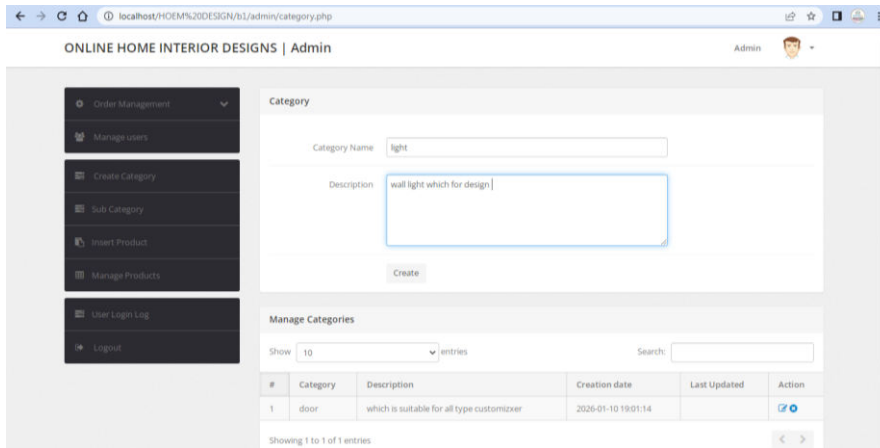 localhost/HOEM%20DESIGN/b1/admin/category.php
ONLINE HOME INTERIOR DESIGNS | Admin
Admin
Order Management
Manage users
Create Category
Sub Category
Insert Product
Manage Products
User Login Log
Logout
Category
Category Name light
Description wall light which for design
Create
Manage Categories
Show 10 entries Search:
# Category Description Creation date Last Updated Action
1 door which is suitable for all type customizxer 2026-01-10 19:01:14
Showing 1 to 1 of 1 entries